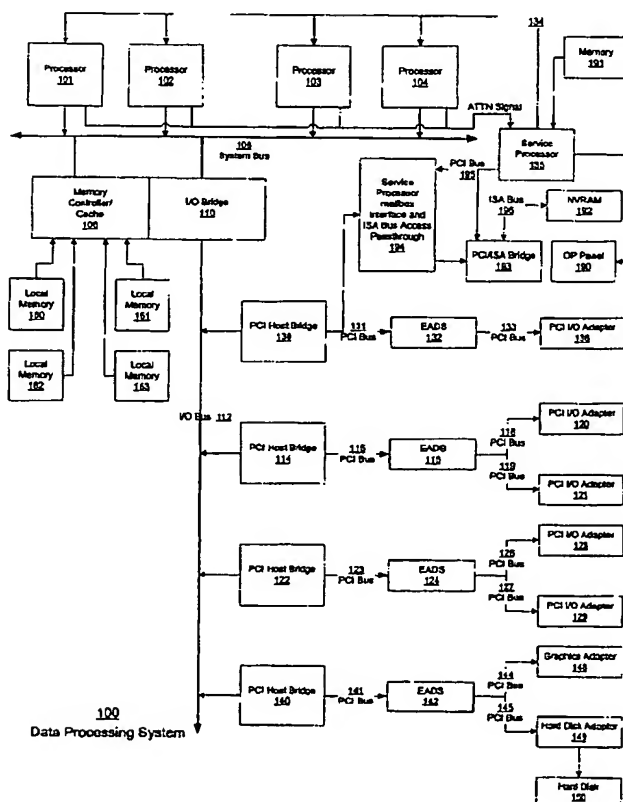 134
Processor
101
Processor
102
Processor
103
Processor
104
Memory
191
ATTN Signal
106
System Bus
Service
Processor
135
PCI Bus
195
Memory
Controller/
Cache
108
I/O Bridge
110
Service
Processor
mailbox
Interface and
ISA Bus Access
Passthrough
194
ISA Bus
196
NVRAM
192
PCI/ISA Bridge
193
OP Panel
190
Local
Memory
160
Local
Memory
161
Local
Memory
162
Local
Memory
163
PCI Host Bridge
130
131
PCI Bus
EADS
132
133
PCI Bus
PCI I/O Adapter
136
I/O Bus 112
PCI Host Bridge
114
115
PCI Bus
EADS
116
118
PCI Bus
119
PCI Bus
PCI I/O Adapter
120
PCI I/O Adapter
121
PCI Host Bridge
122
123
PCI Bus
EADS
124
126
PCI Bus
127
PCI Bus
PCI I/O Adapter
128
PCI I/O Adapter
129
PCI Host Bridge
140
141
PCI Bus
EADS
142
144
PCI Bus
145
PCI Bus
Graphics Adapter
148
Hard Disk Adapter
149
Hard Disk
150
100
Data Processing System